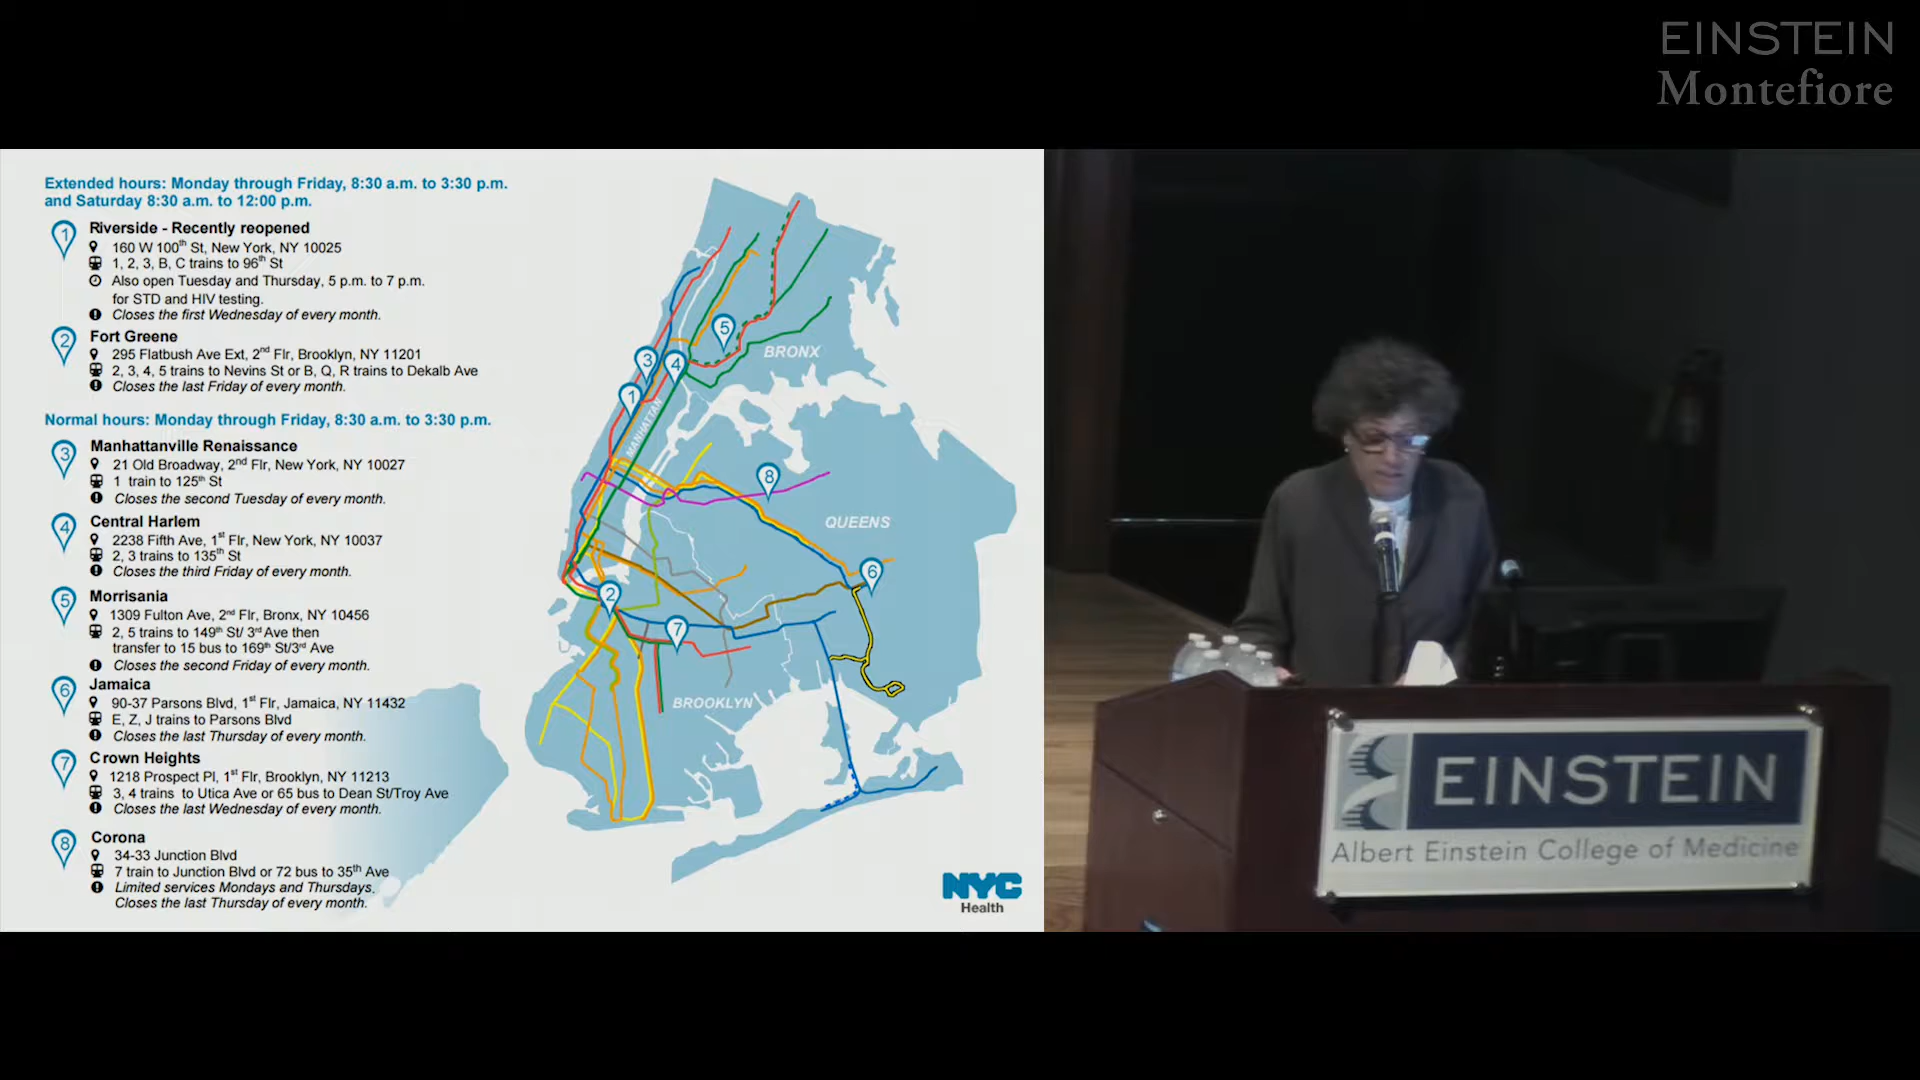 EINSTEIN
Montefiore
Extended hours: Monday through Friday, 8:30 a.m. to 3:30 p.m.
and Saturday 8:30 a.m. to 12:00 p.m.
1
Riverside - Recently reopened
160 W 100th St, New York, NY 10025
1, 2, 3, B, C trains to 96th St
Also open Tuesday and Thursday, 5 p.m. to 7 p.m.
for STD and HIV testing.
Closes the first Wednesday of every month.
2
Fort Greene
295 Flatbush Ave Ext, 2nd Flr, Brooklyn, NY 11201
2, 3, 4, 5 trains to Nevins St or B, Q, R trains to Dekalb Ave
Closes the last Friday of every month.
Normal hours: Monday through Friday, 8:30 a.m. to 3:30 p.m.
3
Manhattanville Renaissance
21 Old Broadway, 2nd Flr, New York, NY 10027
1 train to 125th St
Closes the second Tuesday of every month.
4
Central Harlem
2238 Fifth Ave, 1st Flr, New York, NY 10037
2, 3 trains to 135th St
Closes the third Friday of every month.
5
Morrisania
1309 Fulton Ave, 2nd Flr, Bronx, NY 10456
2, 5 trains to 149th St/ 3rd Ave then
transfer to 15 bus to 169th St/3rd Ave
Closes the second Friday of every month.
6
Jamaica
90-37 Parsons Blvd, 1st Flr, Jamaica, NY 11432
E, Z, J trains to Parsons Blvd
Closes the last Thursday of every month.
7
Crown Heights
1218 Prospect Pl, 1st Flr, Brooklyn, NY 11213
3, 4 trains to Utica Ave or 65 bus to Dean St/Troy Ave
Closes the last Wednesday of every month.
8
Corona
34-33 Junction Blvd
7 train to Junction Blvd or 72 bus to 35th Ave
Limited services Mondays and Thursdays.
Closes the last Thursday of every month.
5
BRONX
3
4
1
MANHATTAN
8
QUEENS
6
2
7
BROOKLYN
NYC
Health
EINSTEIN
Albert Einstein College of Medicine